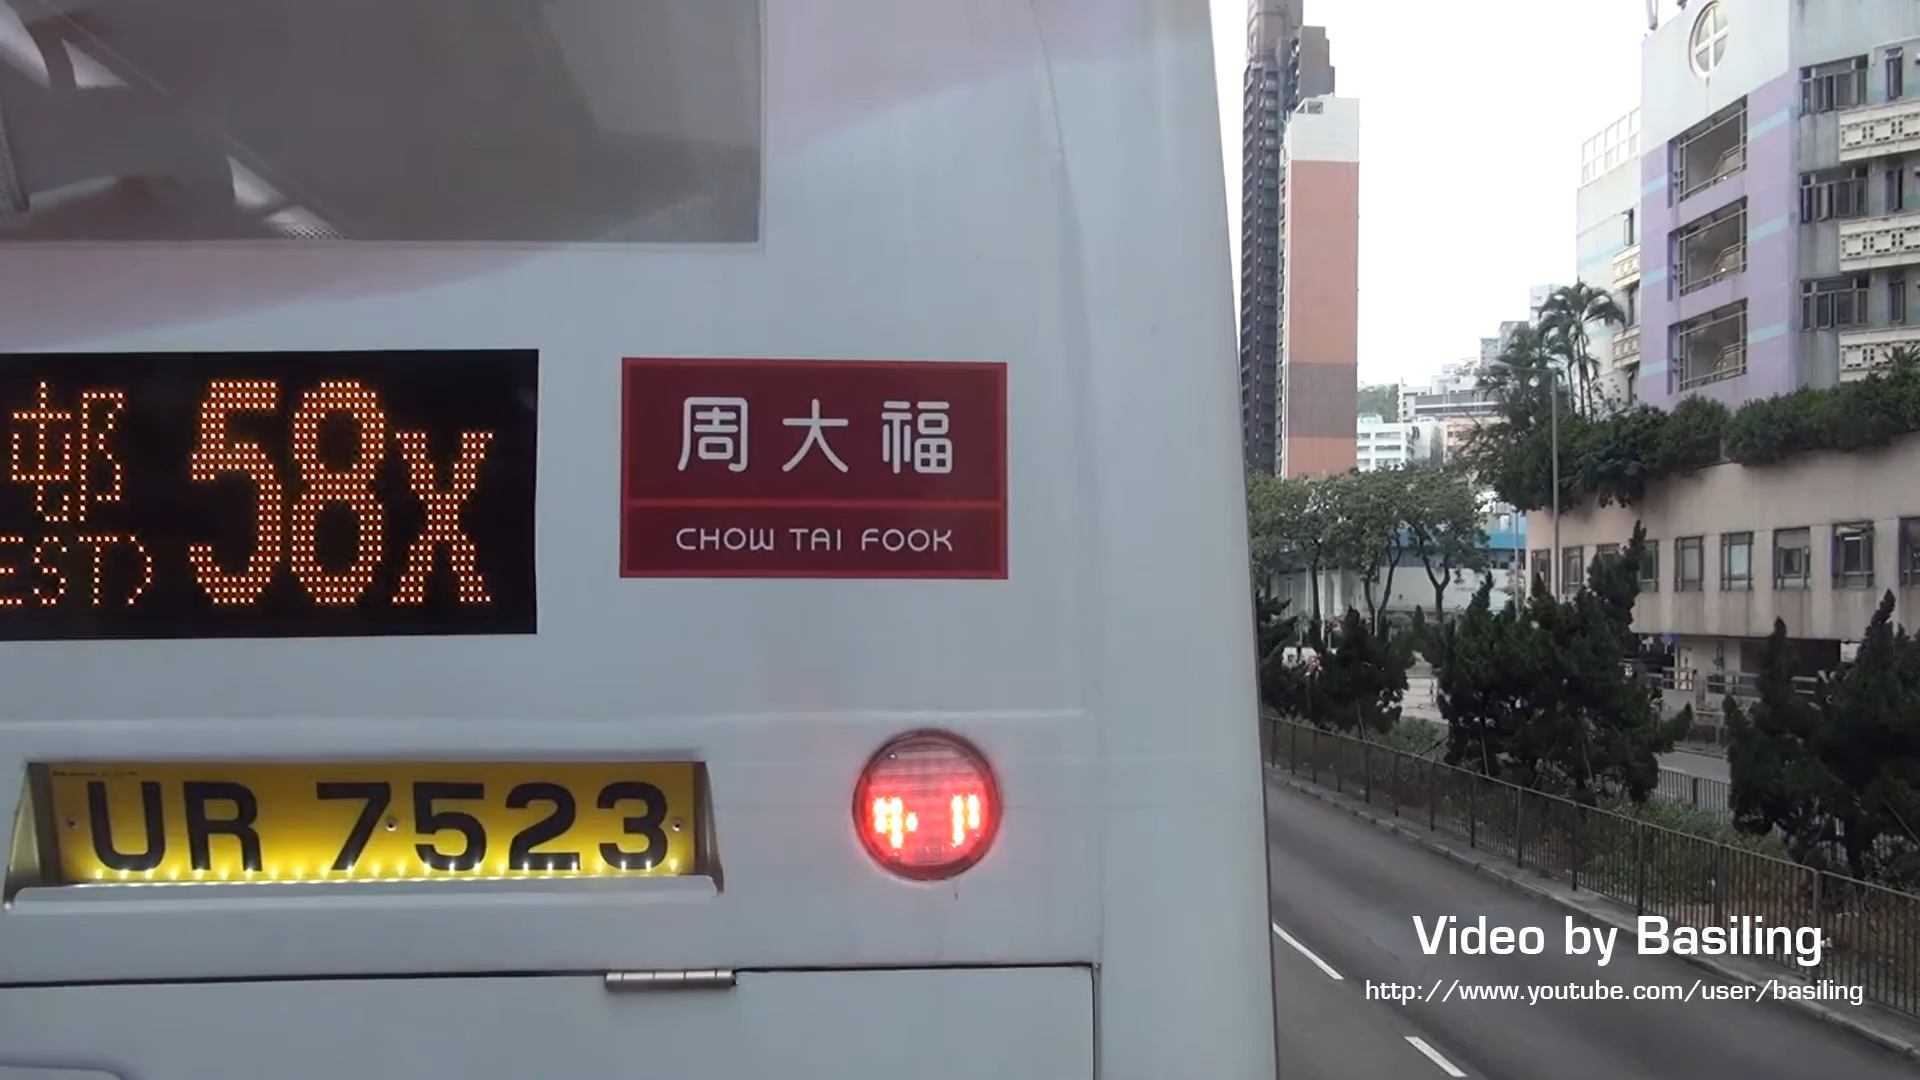 邨 58X
EST)
周大福
CHOW TAI FOOK
UR 7523
Video by Basiling
http://www.youtube.com/user/basiling